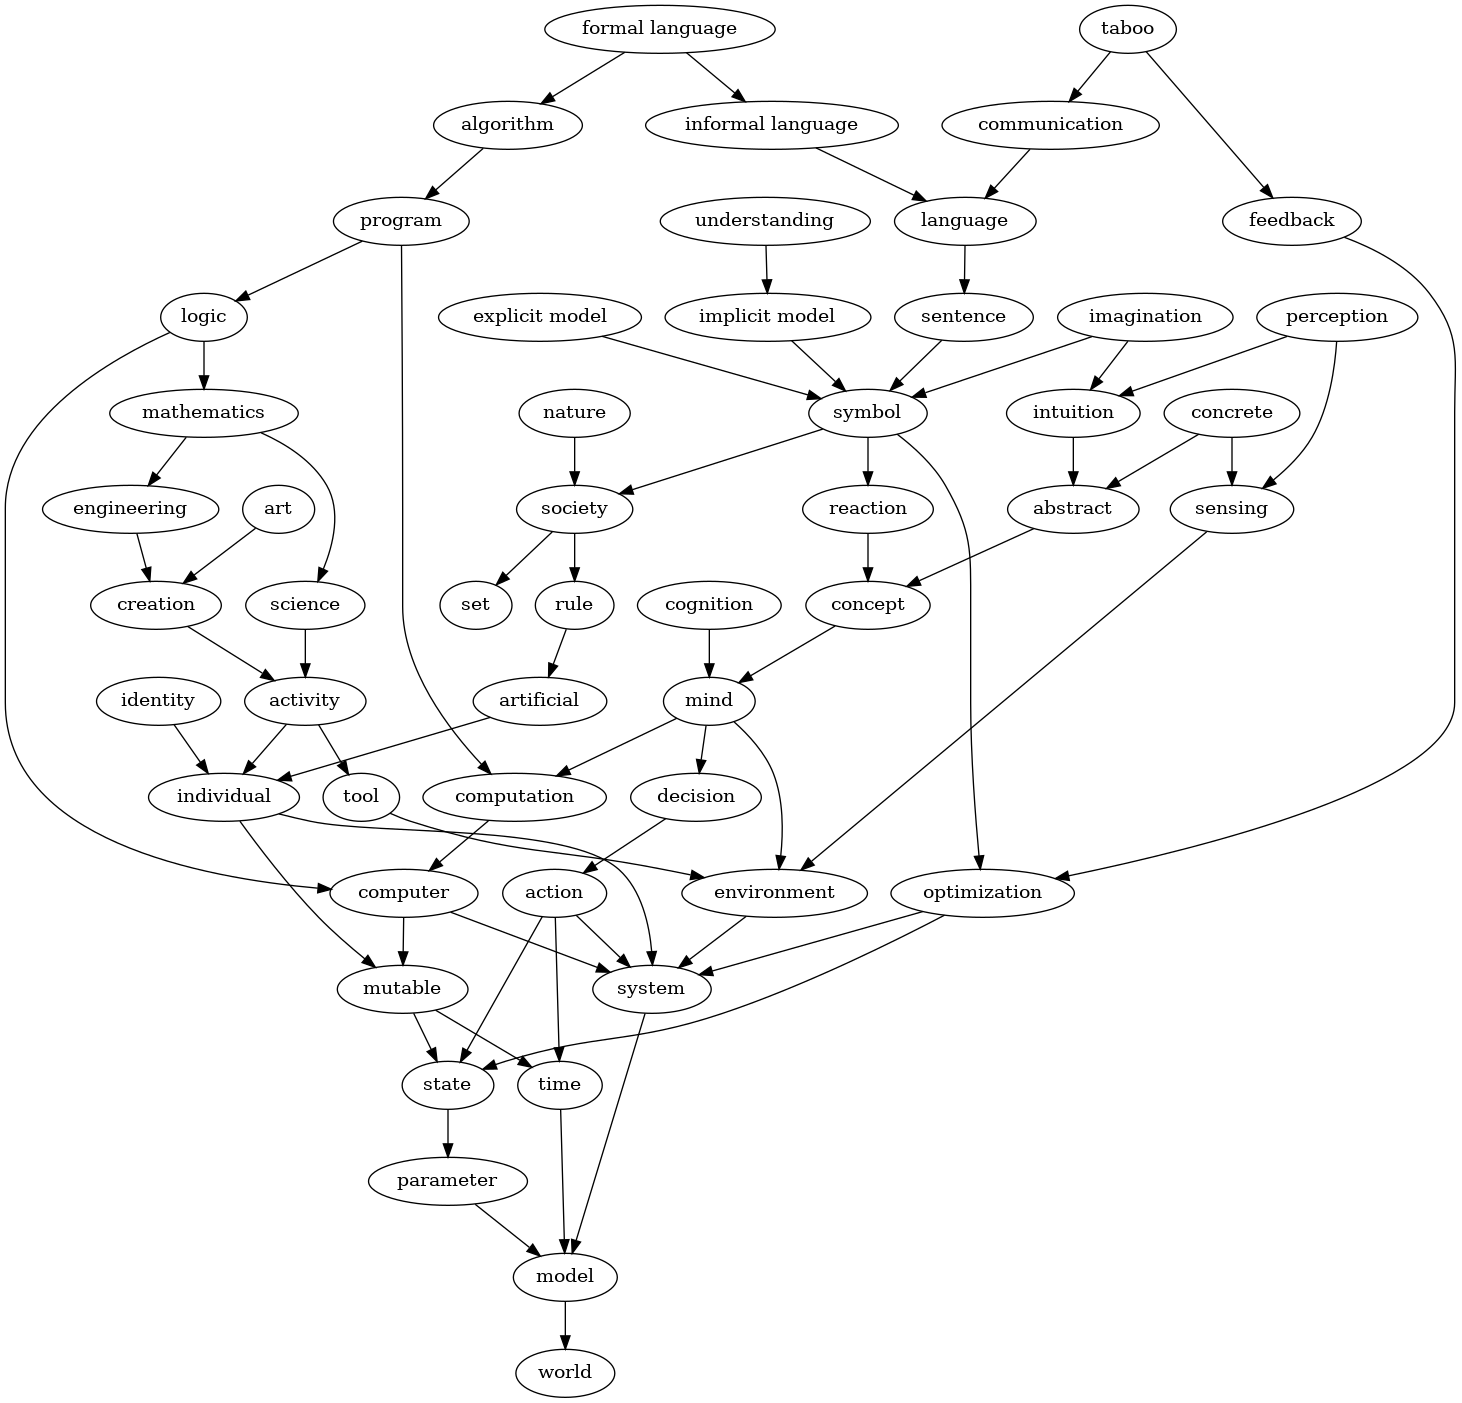 formal language
taboo
algorithm
informal language
communication
program
understanding
language
feedback
logic
explicit model
implicit model
sentence
imagination
perception
mathematics
nature
symbol
intuition
concrete
engineering
art
society
reaction
abstract
sensing
creation
science
set
rule
cognition
concept
identity
activity
artificial
mind
individual
tool
computation
decision
computer
action
environment
optimization
mutable
system
state
time
parameter
model
world